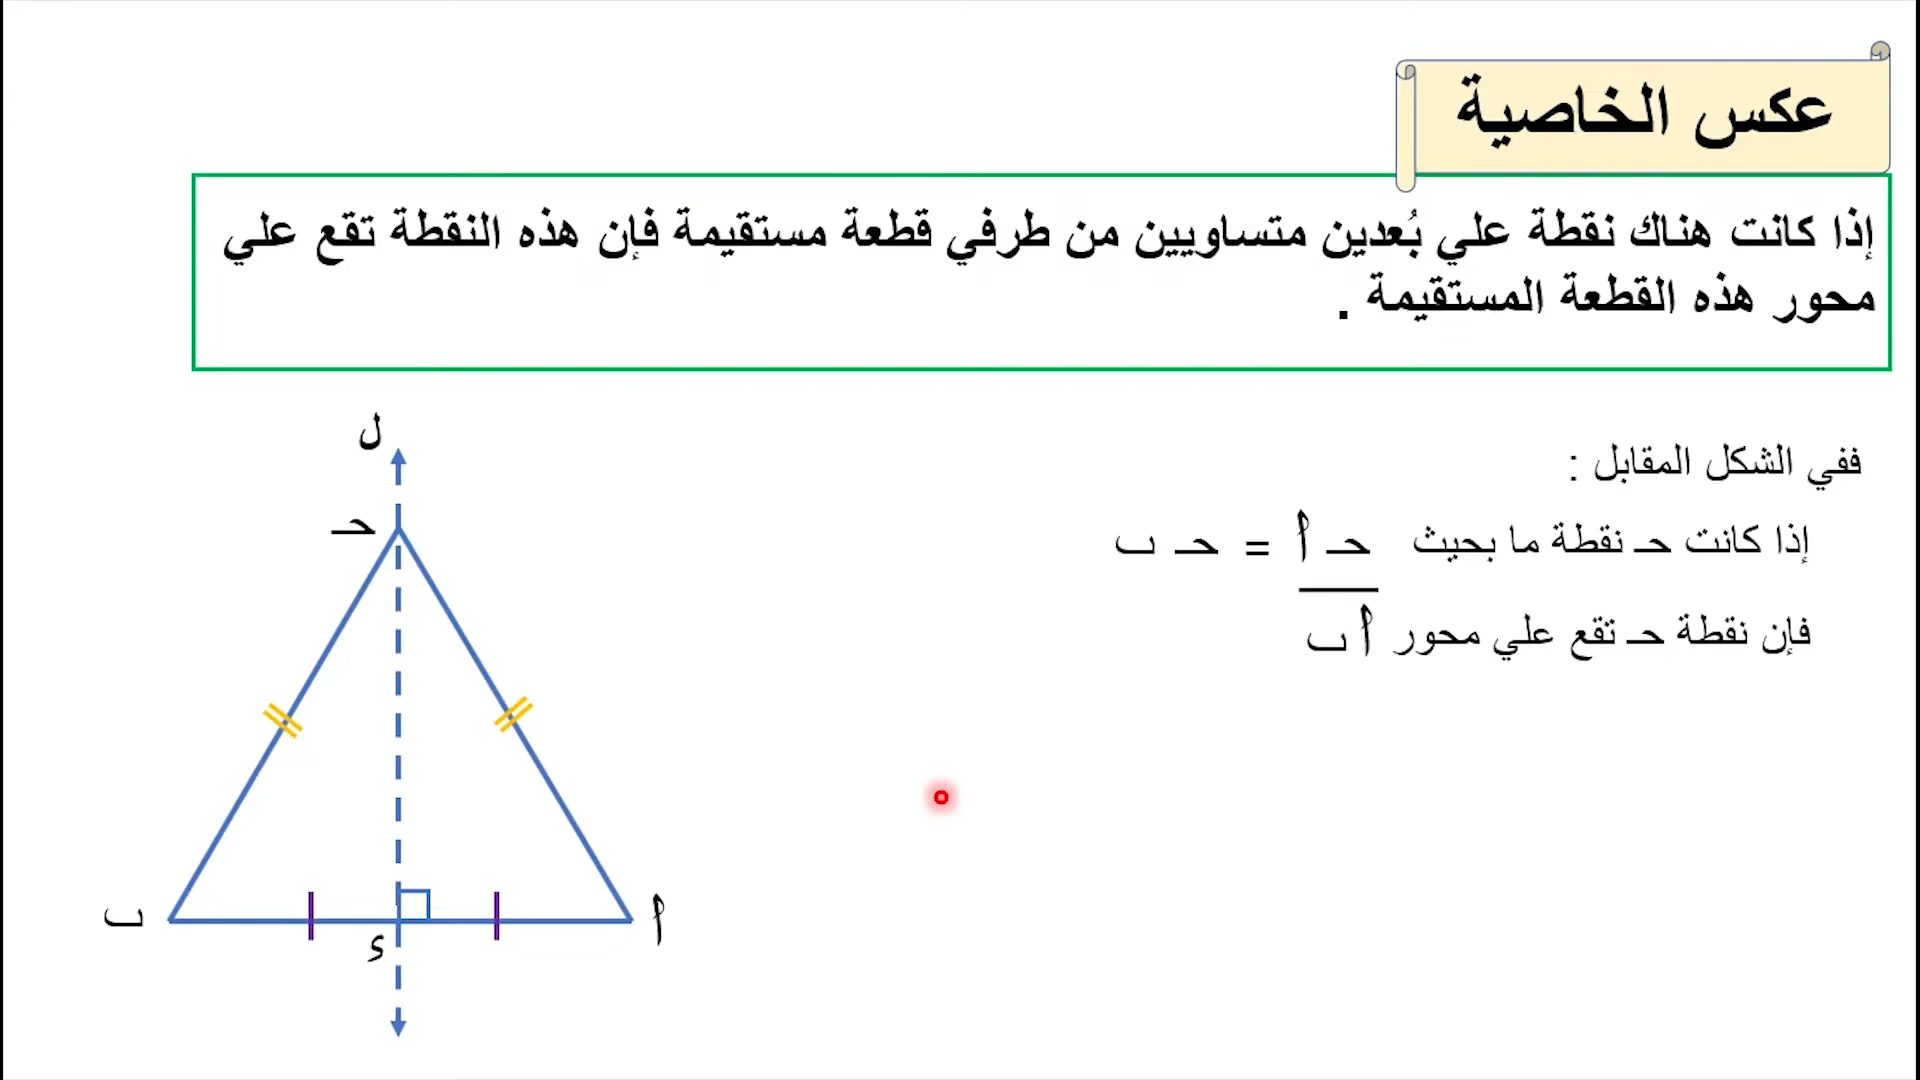 عكس الخاصية
إذا كانت هناك نقطة علي بُعدين متساويين من طرفي قطعة مستقيمة فإن هذه النقطة تقع علي
محور هذه القطعة المستقيمة .
ففي الشكل المقابل :
إذا كانت حـ نقطة ما بحيث حـ أ = حـ ب
فإن نقطة حـ تقع علي محور أ ب
ل
حـ
ب
ء
أ